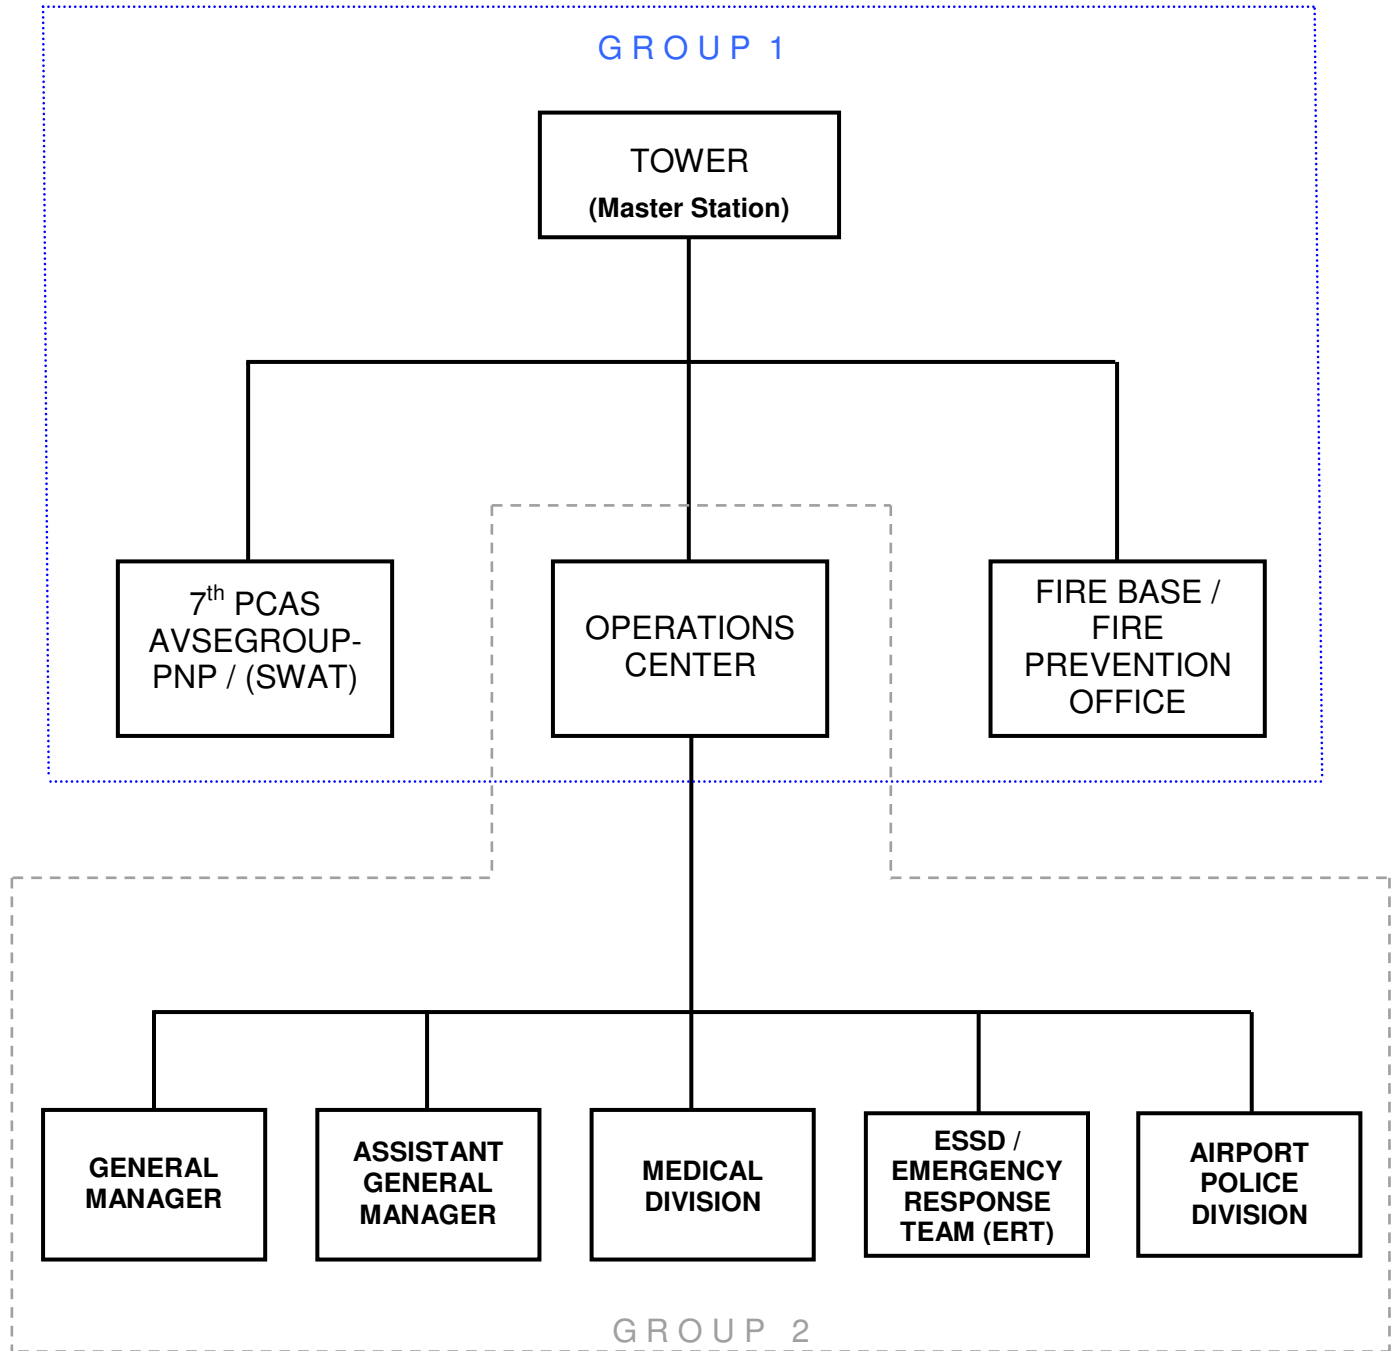 GROUP 1
TOWER
(Master Station)
7th PCAS
AVSEGROUP-
PNP / (SWAT)
OPERATIONS
CENTER
FIRE BASE /
FIRE
PREVENTION
OFFICE
GENERAL
MANAGER
ASSISTANT
GENERAL
MANAGER
MEDICAL
DIVISION
ESSD /
EMERGENCY
RESPONSE
TEAM (ERT)
AIRPORT
POLICE
DIVISION
GROUP 2